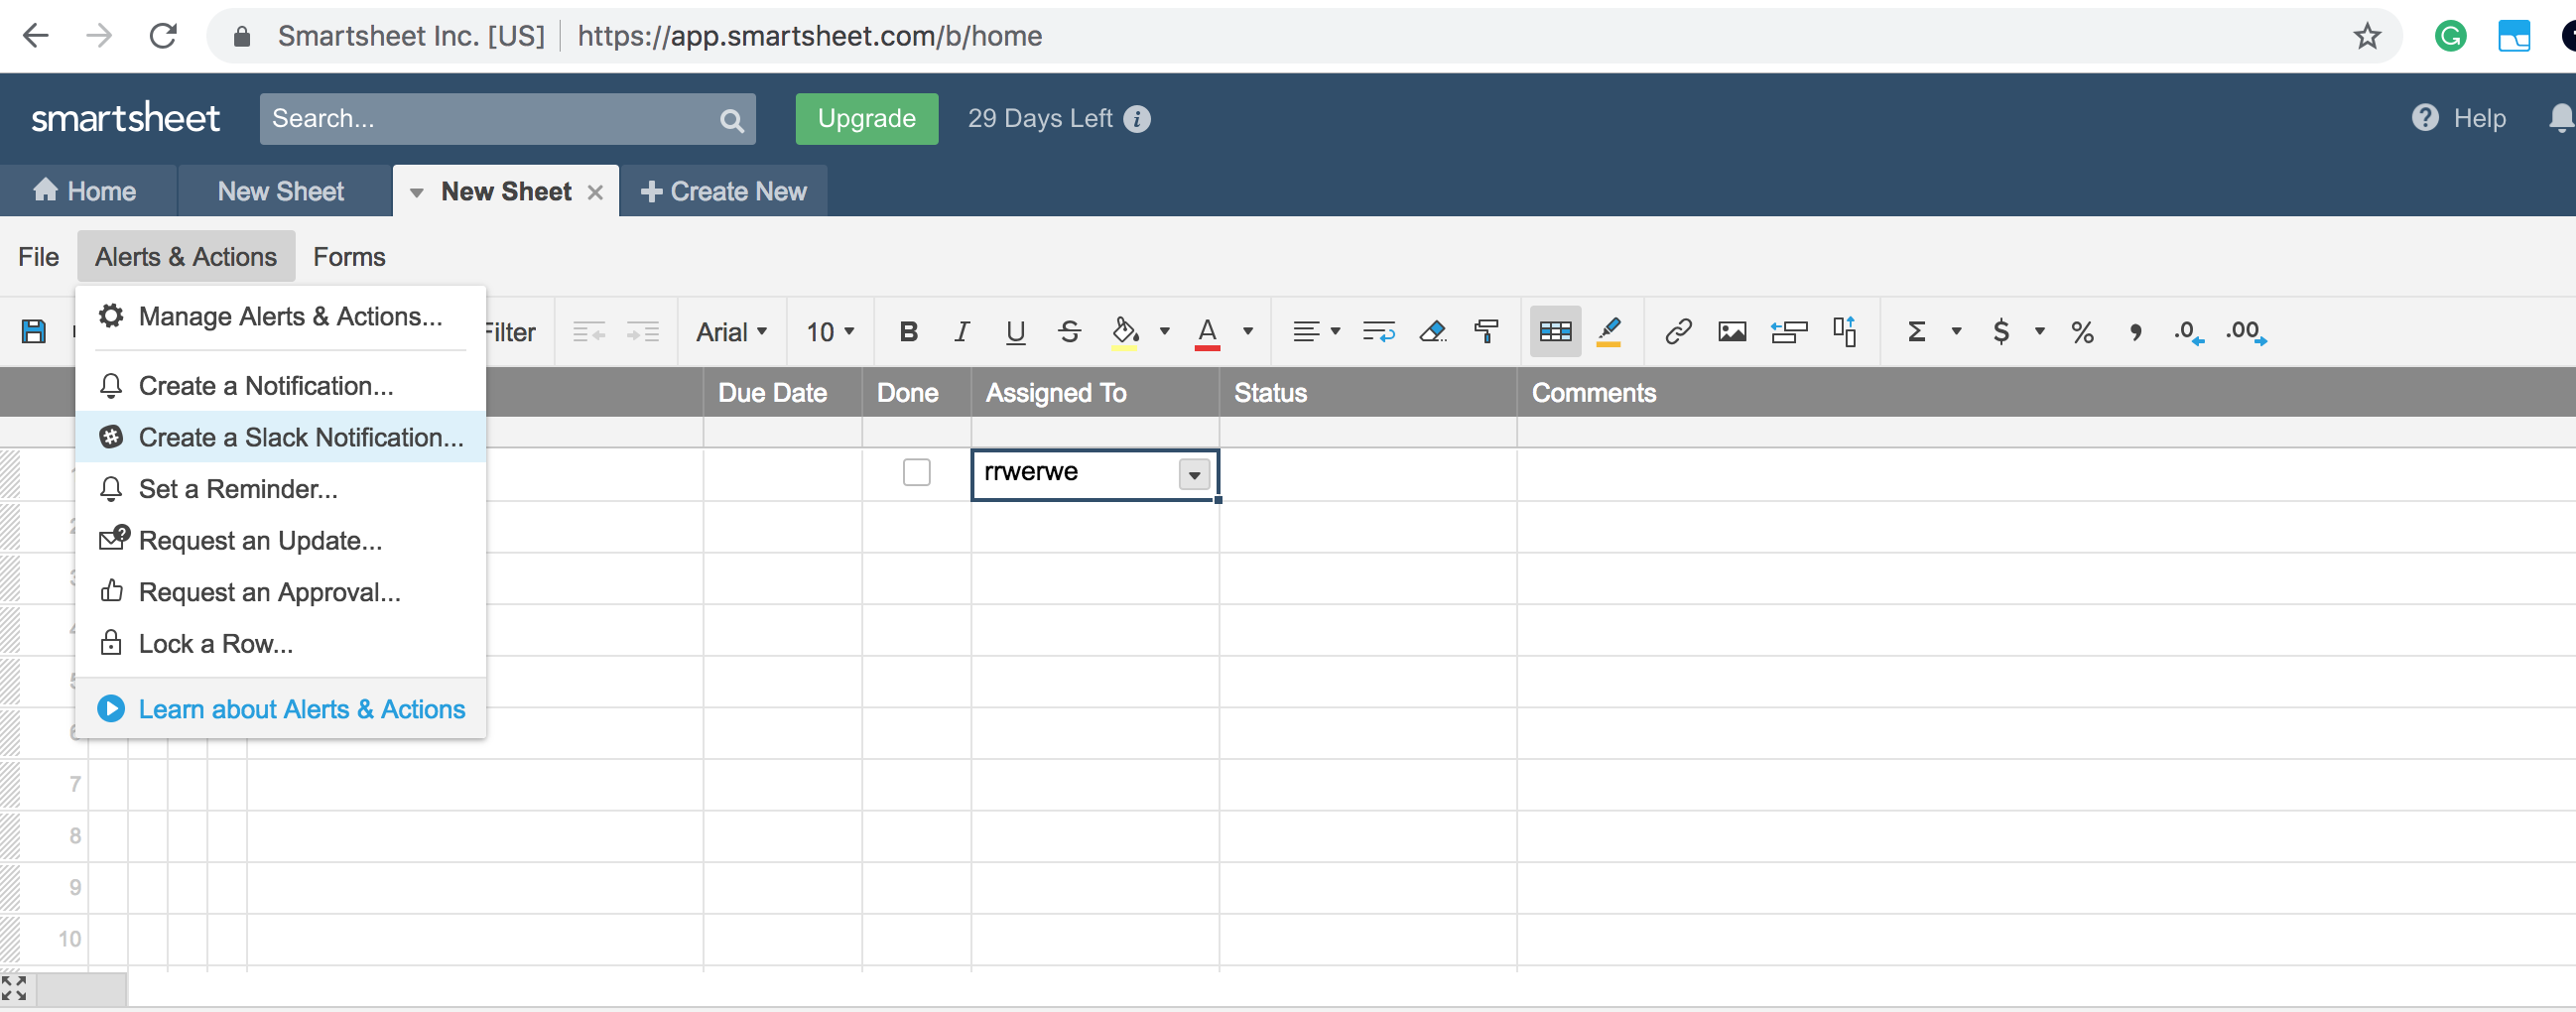 Smartsheet Inc. [US] https://app.smartsheet.com/b/home
smartsheet Search... Upgrade 29 Days Left Help
Home New Sheet New Sheet Create New
File Alerts & Actions Forms
Filter Arial 10 B I U S A Σ $ % , .0 .00
Manage Alerts & Actions...
Create a Notification...
Create a Slack Notification...
Set a Reminder...
Request an Update...
Request an Approval...
Lock a Row...
Learn about Alerts & Actions
Due Date Done Assigned To Status Comments
rrwerwe
7
8
9
10